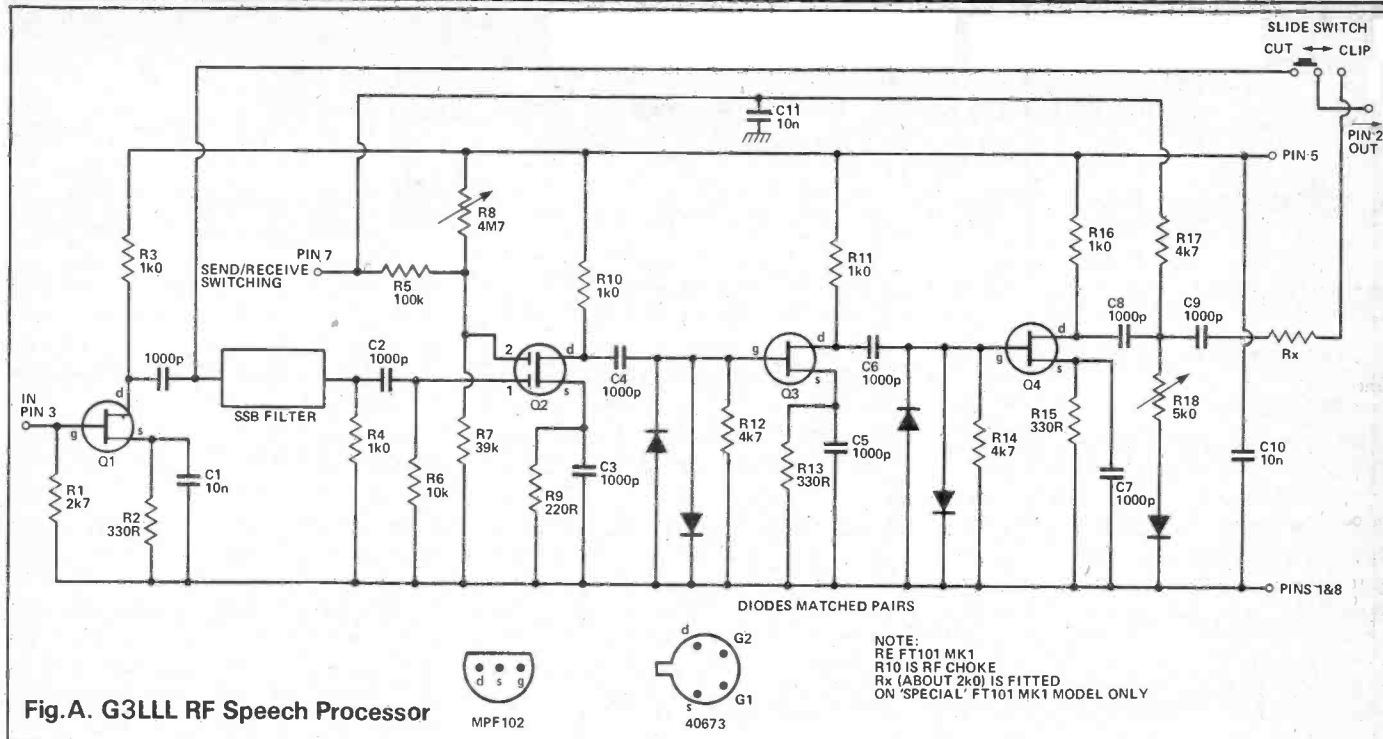 SLIDE SWITCH
CUT CLIP
PIN 2
OUT
C11
10n
PIN 5
R8
4M7
R3
1k0
R16
1k0
R17
4k7
PIN 7
SEND/RECEIVE
SWITCHING
R5
100k
R10
1k0
R11
1k0
C8
1000p
C9
1000p
Rx
1000p
SSB FILTER
C2
1000p
2
1
d
s
Q2
C4
1000p
g
d
s
Q3
C6
1000p
g
d
s
Q4
IN
PIN 3
d
g
s
Q1
R1
2k7
R2
330R
C1
10n
R4
1k0
R6
10k
R7
39k
R9
220R
C3
1000p
R12
4k7
R13
330R
C5
1000p
R14
4k7
R15
330R
C7
1000p
R18
5k0
C10
10n
PINS 1&8
DIODES MATCHED PAIRS
d s g
MPF102
d
G2
s
G1
40673
NOTE:
RE FT101 MK1
R10 IS RF CHOKE
Rx (ABOUT 2k0) IS FITTED
ON 'SPECIAL' FT101 MK1 MODEL ONLY
Fig.A. G3LLL RF Speech Processor